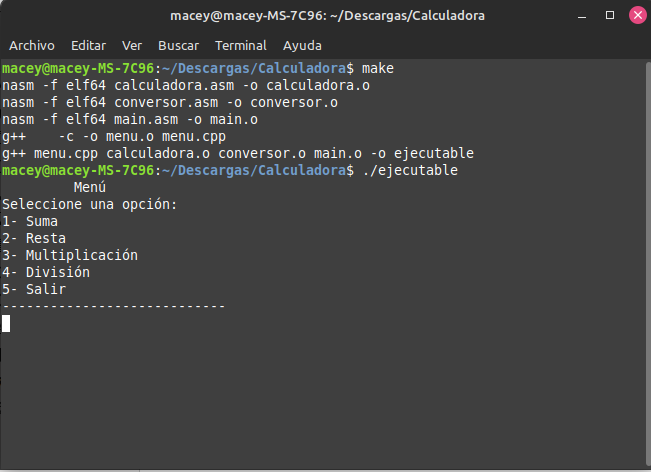 macey@macey-MS-7C96: ~/Descargas/Calculadora
Archivo Editar Ver Buscar Terminal Ayuda
macey@macey-MS-7C96:~/Descargas/Calculadora$ make
nasm -f elf64 calculadora.asm -o calculadora.o
nasm -f elf64 conversor.asm -o conversor.o
nasm -f elf64 main.asm -o main.o
g++    -c -o menu.o menu.cpp
g++ menu.cpp calculadora.o conversor.o main.o -o ejecutable
macey@macey-MS-7C96:~/Descargas/Calculadora$ ./ejecutable
         Menú
Seleccione una opción:
1- Suma
2- Resta
3- Multiplicación
4- División
5- Salir
----------------------------